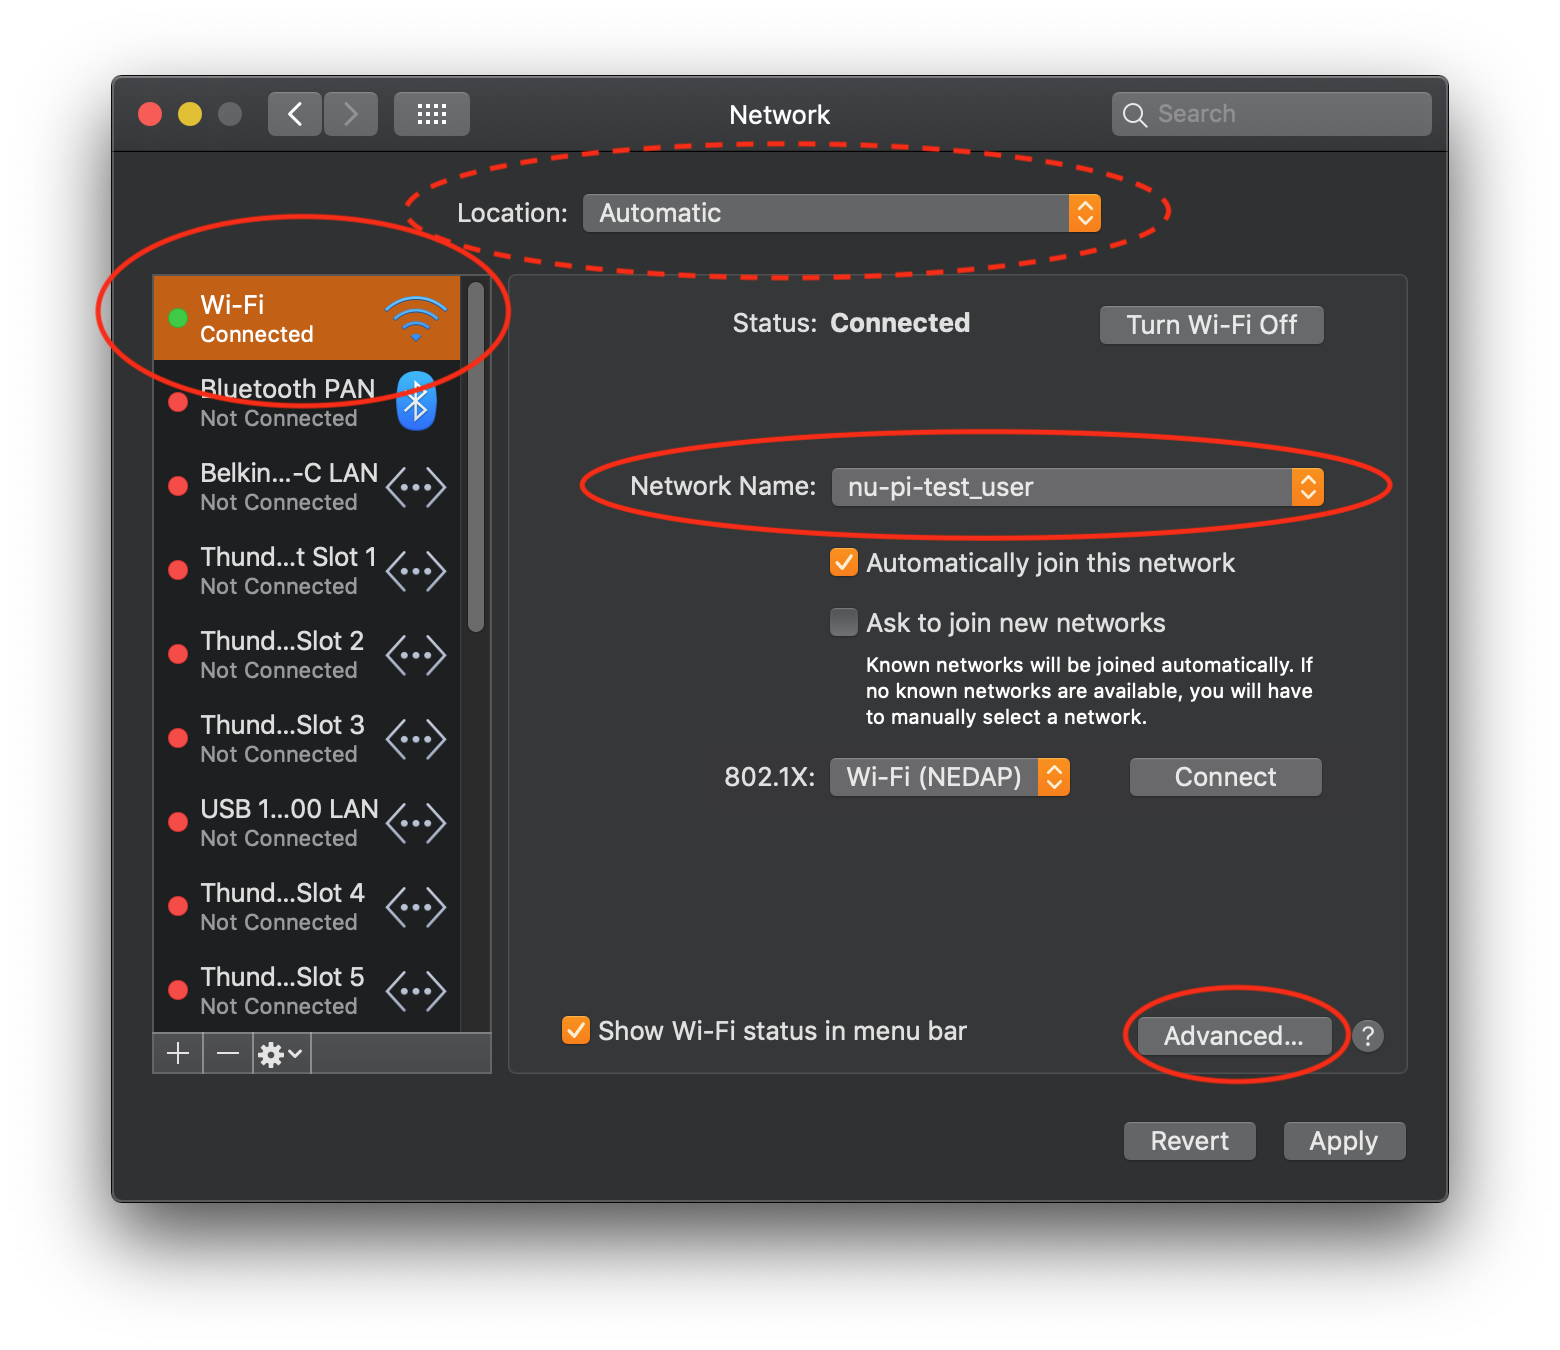 Network
Search
Location: Automatic
Wi-Fi
Connected
Bluetooth PAN
Not Connected
Belkin...-C LAN
Not Connected
Thund...t Slot 1
Not Connected
Thund...Slot 2
Not Connected
Thund...Slot 3
Not Connected
USB 1...00 LAN
Not Connected
Thund...Slot 4
Not Connected
Thund...Slot 5
Not Connected
Status: Connected
Turn Wi-Fi Off
Network Name: nu-pi-test_user
Automatically join this network
Ask to join new networks
Known networks will be joined automatically. If
no known networks are available, you will have
to manually select a network.
802.1X: Wi-Fi (NEDAP)
Connect
Show Wi-Fi status in menu bar
Advanced...
?
Revert
Apply